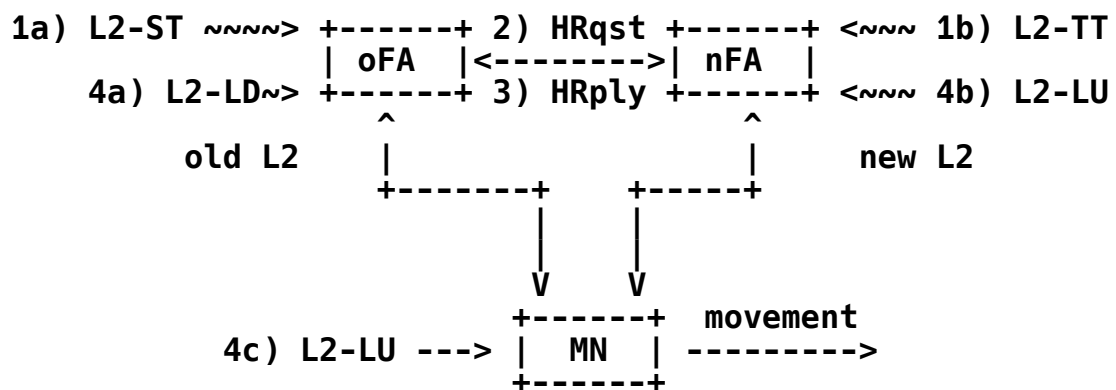 1a) L2-ST ~~~~> +------+ 2) HRqst +------+ <~~~ 1b) L2-TT
| oFA |<-------->| nFA |
4a) L2-LD~> +------+ 3) HRply +------+ <~~~ 4b) L2-LU
^ ^
old L2 | | new L2
+-------+ +-----+
| |
| |
V V
+------+ movement
4c) L2-LU ---> | MN | --------->
+------+